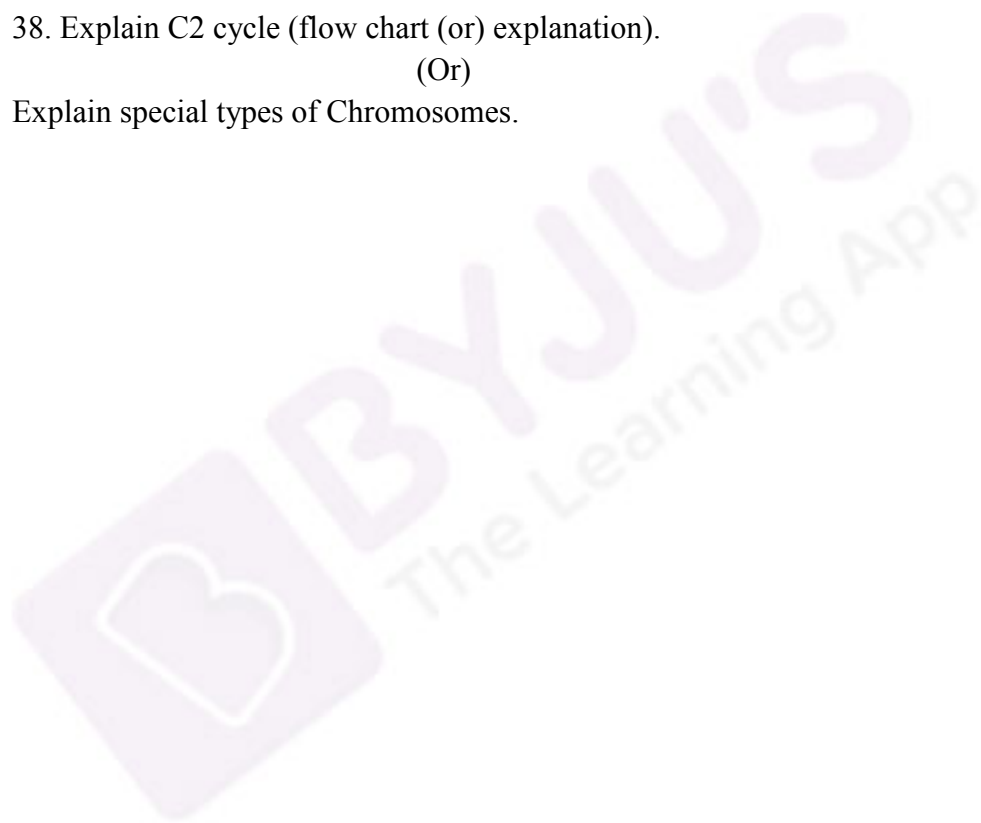 38. Explain C2 cycle (flow chart (or) explanation).
(Or)
Explain special types of Chromosomes.
BYJU'S
The Learning App